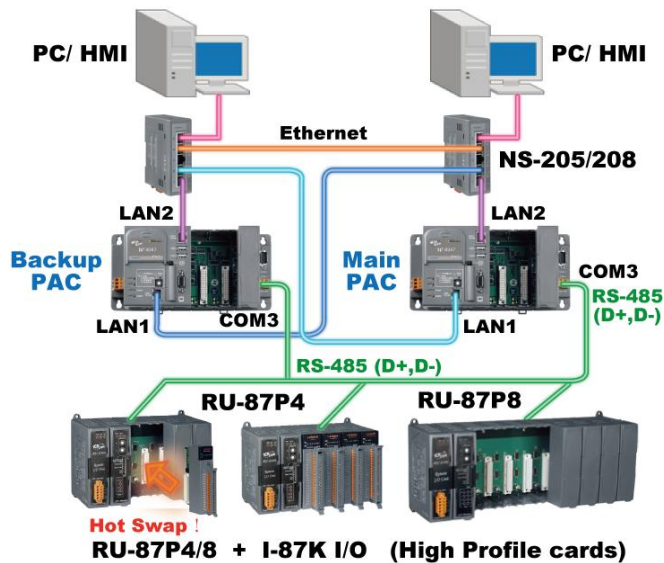 PC/ HMI
PC/ HMI
Ethernet
NS-205/208
LAN2
LAN2
Backup
PAC
Main
PAC
COM3
RS-485
(D+,D-)
LAN1
COM3
LAN1
RS-485 (D+,D-)
RU-87P4
RU-87P8
Hot Swap !
RU-87P4/8 + I-87K I/O (High Profile cards)